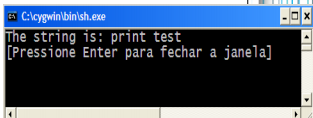 C:\cygwin\bin\sh.exe
The string is: print test
[Pressione Enter para fechar a janela]